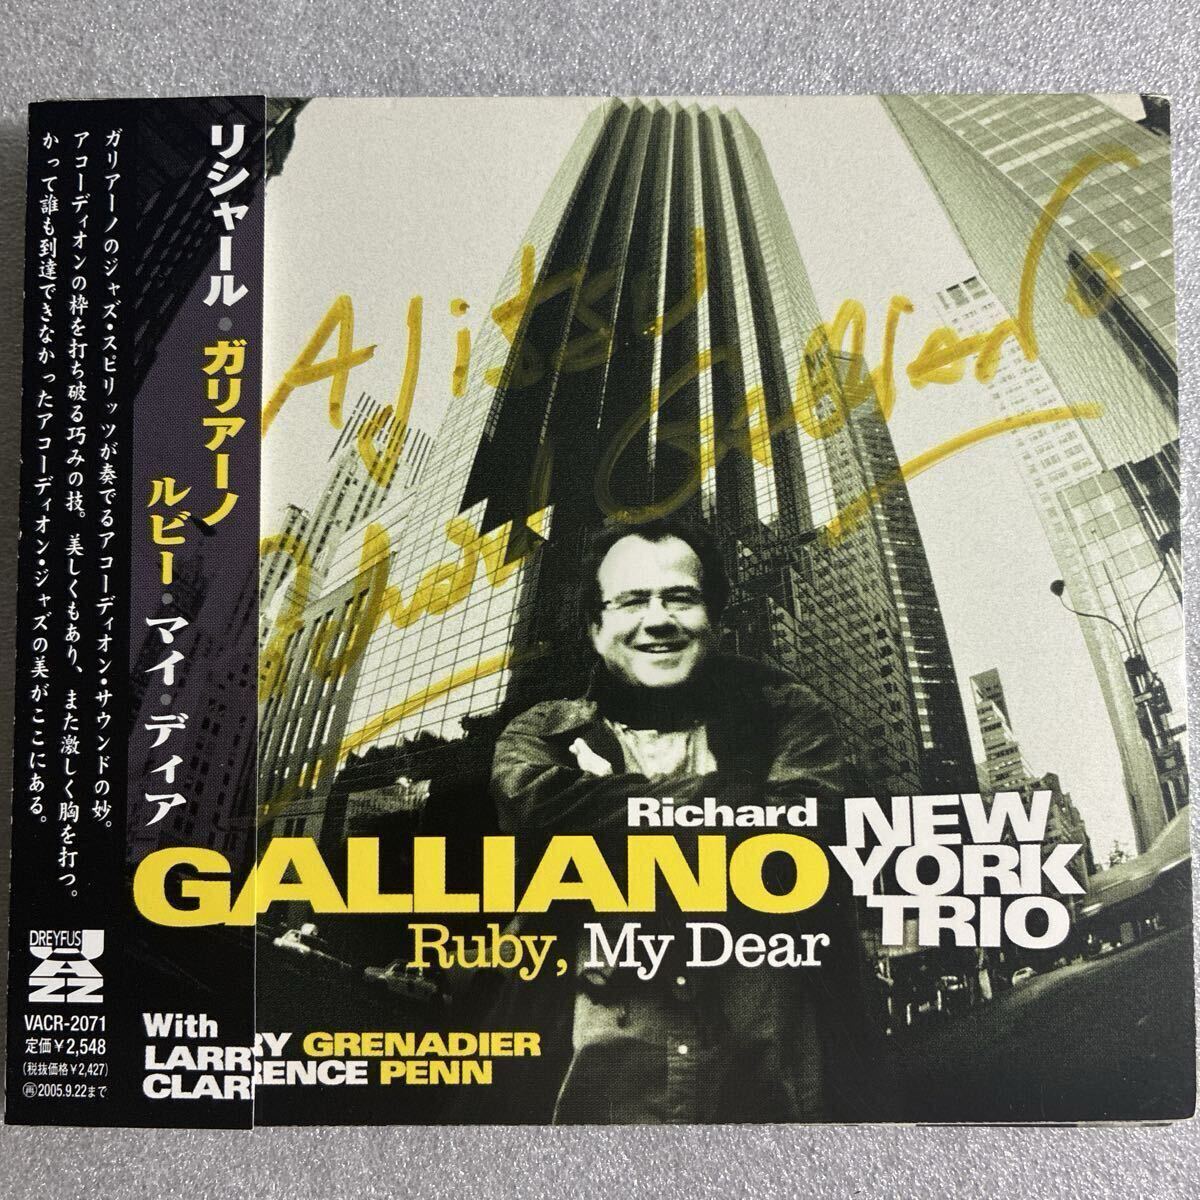 リシャール・ガリアーノ
ルビー・マイ・ディア
ガリアーノのジャズ・スピリッツが奏でるアコーディオン・サウンドの妙。
アコーディオンの枠を打ち破る巧みの技。美しくもあり、また激しく胸を打つ。
かって誰も到達できなかったアコーディオン・ジャズの美がここにある。
DREYFUS
JAZZ
VACR-2071
定価￥2,548
(税抜価格￥2,427)
㊐2005.9.22まで
Richard
GALLIANO
NEW
YORK
TRIO
Ruby, My Dear
With
LARRY GRENADIER
CLARENCE PENN